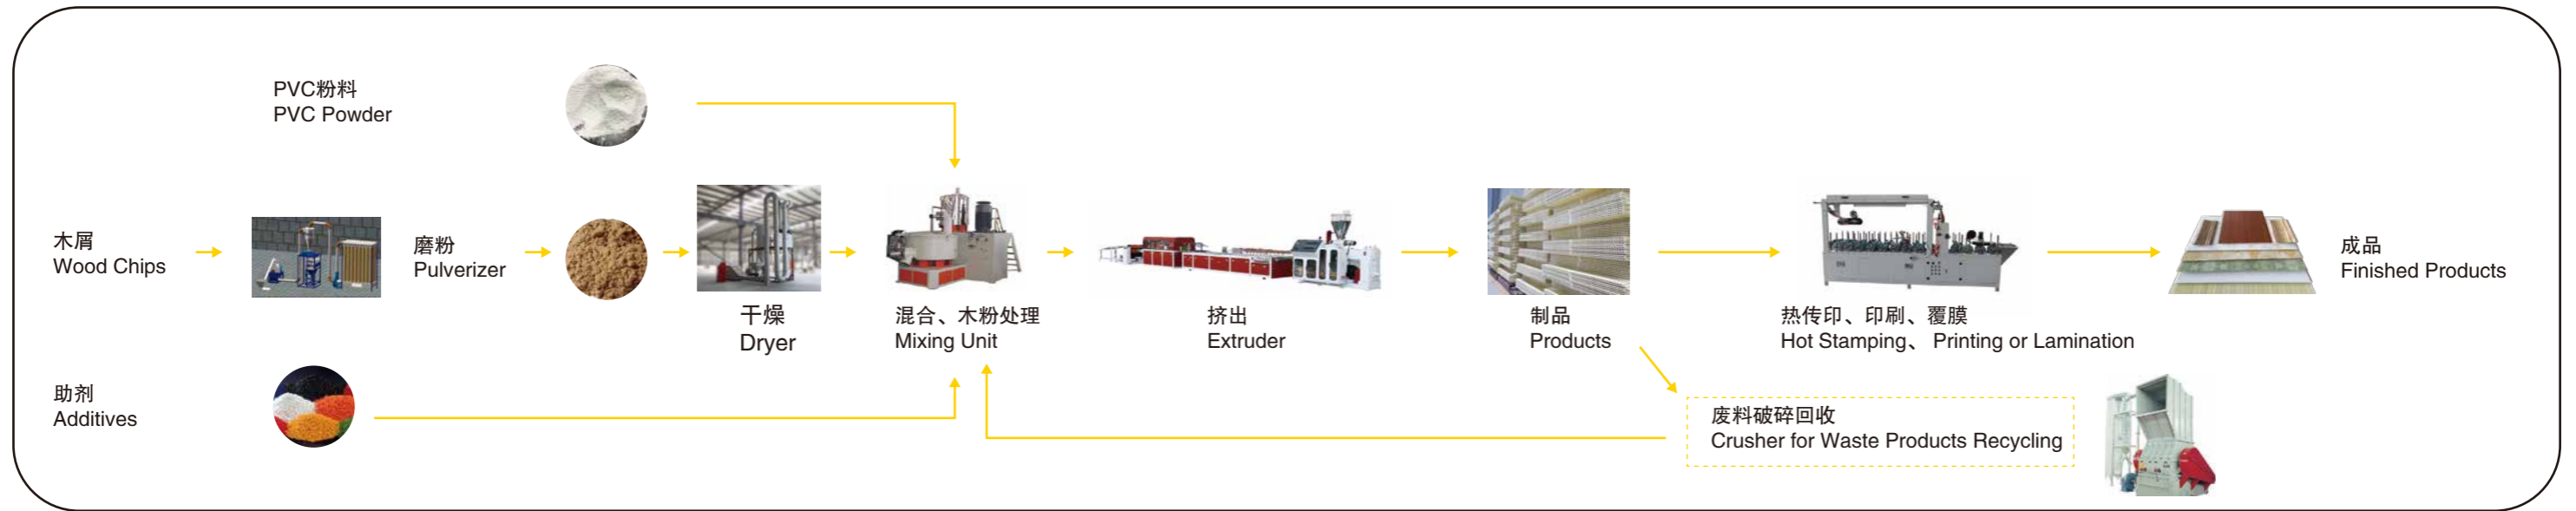 PVC粉料
PVC Powder
木屑
Wood Chips
磨粉
Pulverizer
干燥
Dryer
混合、木粉处理
Mixing Unit
挤出
Extruder
制品
Products
热传印、印刷、覆膜
Hot Stamping、 Printing or Lamination
成品
Finished Products
助剂
Additives
废料破碎回收
Crusher for Waste Products Recycling